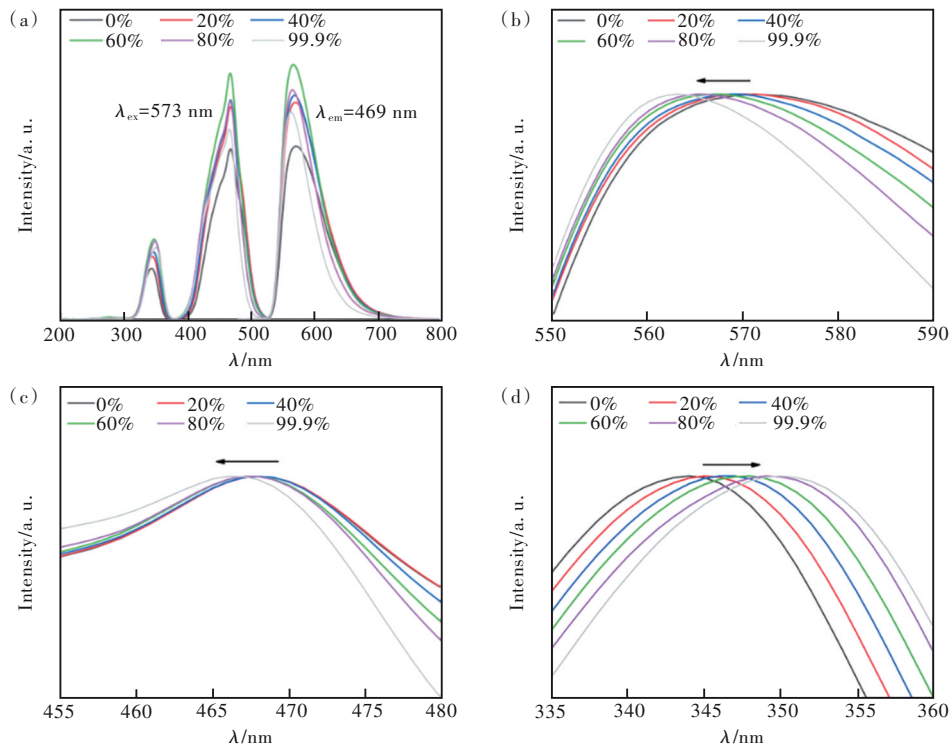 (a)
0% 20% 40%
60% 80% 99.9%
λex=573 nm λem=469 nm
Intensity/a. u.
200 300 400 500 600 700 800
λ/nm
(b)
0% 20% 40%
60% 80% 99.9%
Intensity/a. u.
550 560 570 580 590
λ/nm
(c)
0% 20% 40%
60% 80% 99.9%
Intensity/a. u.
455 460 465 470 475 480
λ/nm
(d)
0% 20% 40%
60% 80% 99.9%
Intensity/a. u.
335 340 345 350 355 360
λ/nm